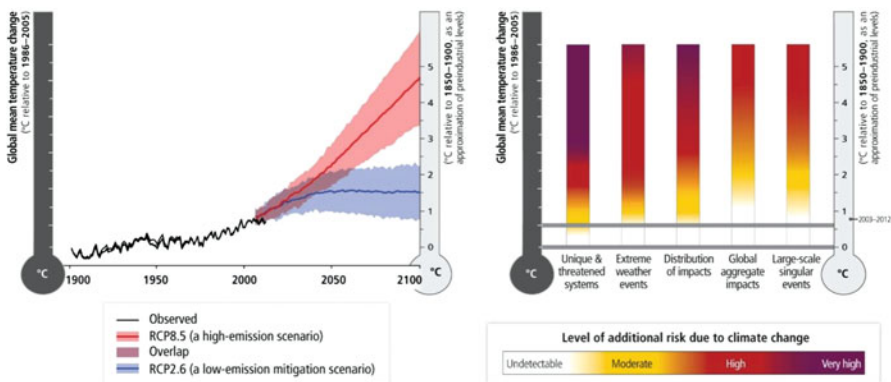 Global mean temperature change
(°C relative to 1986–2005)
°C
1900
1950
2000
2050
2100
5
4
3
2
1
0
°C
(°C relative to 1850–1900, as an
approximation of preindustrial levels)
Observed
RCP8.5 (a high-emission scenario)
Overlap
RCP2.6 (a low-emission mitigation scenario)
Global mean temperature change
(°C relative to 1986–2005)
°C
Unique &
threatened
systems
Extreme
weather
events
Distribution
of impacts
Global
aggregate
impacts
Large-scale
singular
events
5
4
3
2
1
0
°C
2003–2012
(°C relative to 1850–1900, as an
approximation of preindustrial levels)
Level of additional risk due to climate change
Undetectable
Moderate
High
Very high